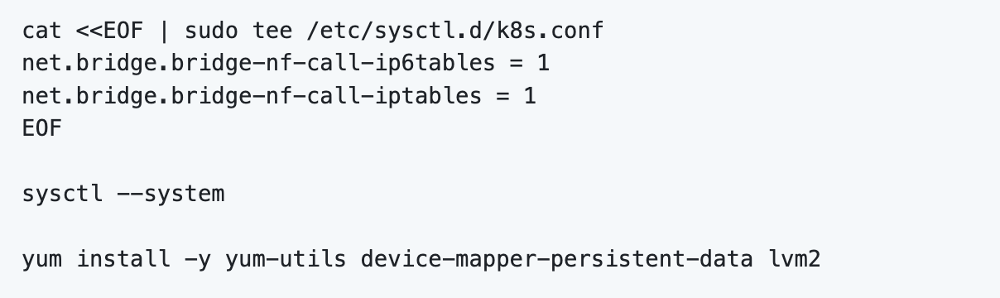 cat <<EOF | sudo tee /etc/sysctl.d/k8s.conf
net.bridge.bridge-nf-call-ip6tables = 1
net.bridge.bridge-nf-call-iptables = 1
EOF
sysctl --system
yum install -y yum-utils device-mapper-persistent-data lvm2